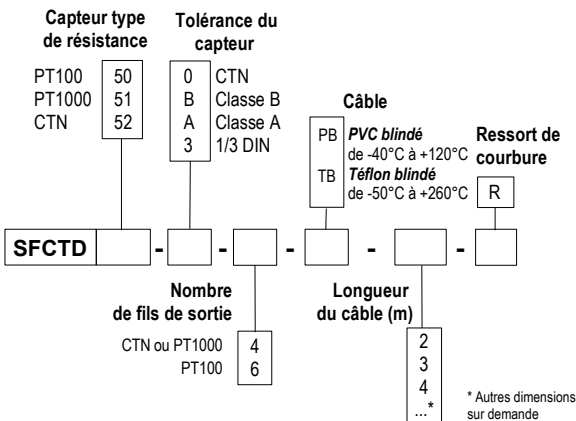 Capteur type
de résistance
PT100 50
PT1000 51
CTN 52
Tolérance du
capteur
0 CTN
B Classe B
A Classe A
3 1/3 DIN
Câble
PB PVC blindé
de -40°C à +120°C
TB Téflon blindé
de -50°C à +260°C
Ressort de
courbure
R
SFCTD - - - - -
Nombre
de fils de sortie
CTN ou PT1000 4
PT100 6
Longueur
du câble (m)
2
3
4
...*
* Autres dimensions
sur demande